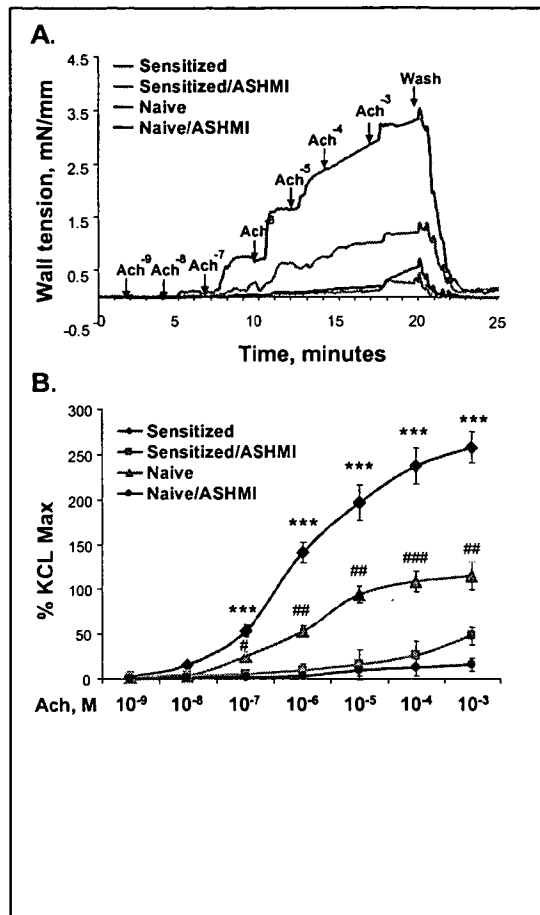 A.
Sensitized
Sensitized/ASHMI
Naive
Naive/ASHMI
Wash
Ach-3
Ach-4
Ach-5
Ach-7
Ach-8
Ach-9
4.5
3.5
2.5
1.5
0.5
-0.5
Wall tension, mN/mm
0 5 10 15 20 25
Time, minutes
B.
Sensitized
Sensitized/ASHMI
Naive
Naive/ASHMI
*** *** *** *** ***
# ## ## ### ##
300
250
200
150
100
50
0
% KCL Max
Ach, M 10-9 10-8 10-7 10-6 10-5 10-4 10-3